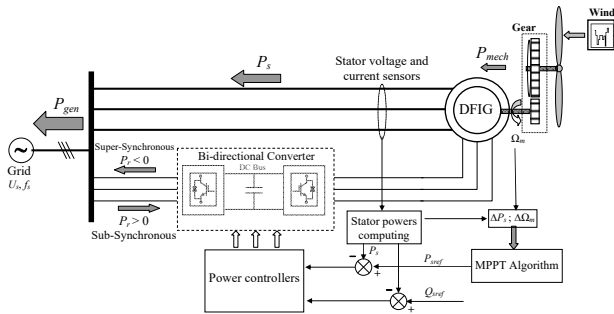 Wind
Gear
P_s
Stator voltage and
current sensors
P_mech
DFIG
P_gen
Ω_m
Super-Synchronous
P_r < 0
Bi-directional Converter
DC Bus
Grid
U_s, f_s
P_r > 0
Sub-Synchronous
Stator powers
computing
ΔP_s ; ΔΩ_m
P_s
−
+
P_sref
MPPT Algorithm
Power controllers
−
+
Q_sref